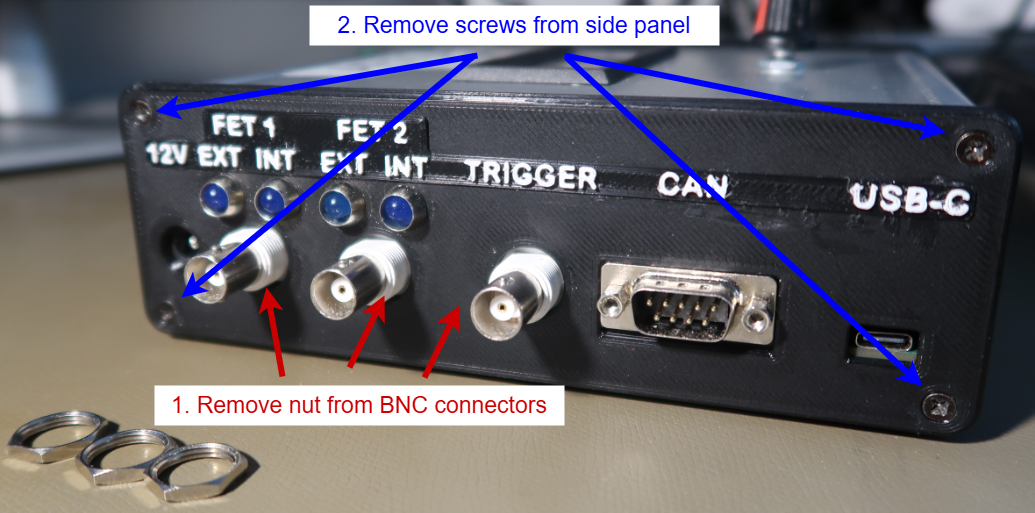 2. Remove screws from side panel
FET 1 FET 2
12V EXT INT EXT INT TRIGGER CAN USB-C
1. Remove nut from BNC connectors